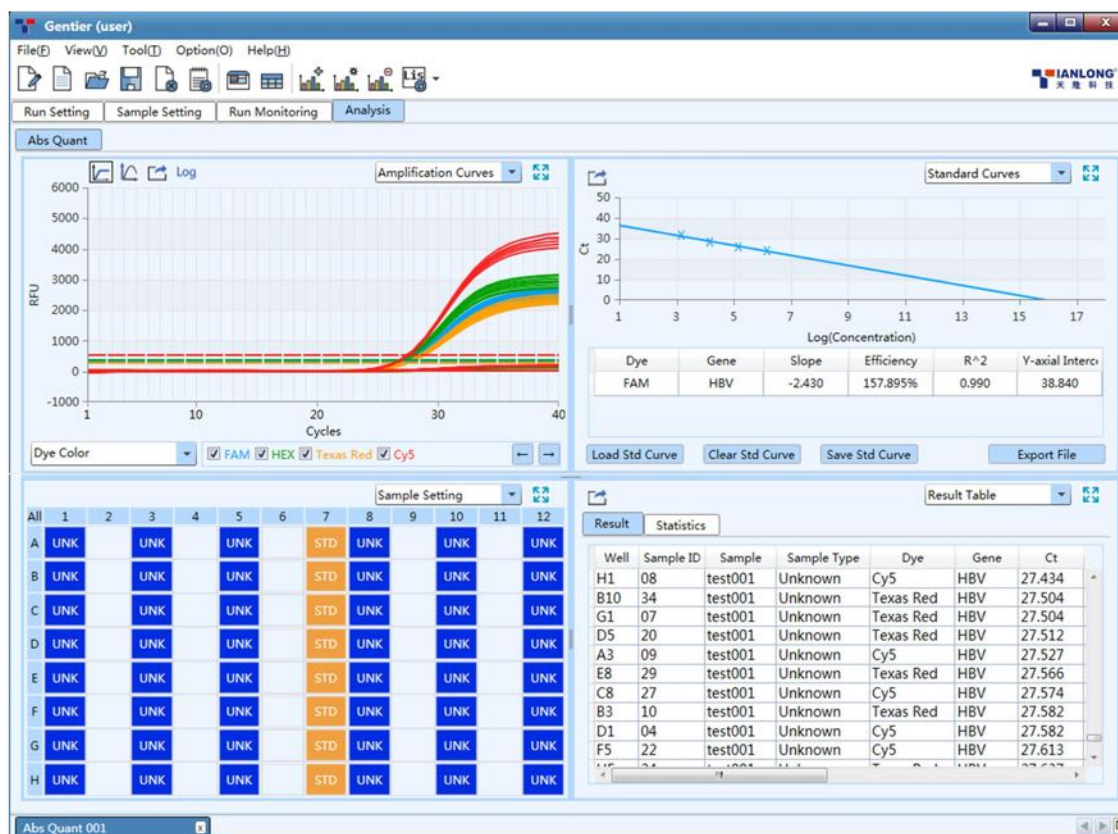 Gentier (user)
File(F) View(V) Tool(T) Option(O) Help(H)
Lis
TIANLONG
天隆科技
Run Setting Sample Setting Run Monitoring Analysis
Abs Quant
Log Amplification Curves
6000
5000
4000
3000
2000
1000
0
-1000
RFU
1 10 20 30 40
Cycles
Dye Color FAM HEX Texas Red Cy5 ← →
Standard Curves
50
40
30
20
10
0
Ct
1 3 5 7 9 11 13 15 17
Log(Concentration)
Dye Gene Slope Efficiency R^2 Y-axial Interce
FAM HBV -2.430 157.895% 0.990 38.840
Load Std Curve Clear Std Curve Save Std Curve Export File
Sample Setting
All 1 2 3 4 5 6 7 8 9 10 11 12
A UNK UNK UNK STD UNK UNK UNK
B UNK UNK UNK STD UNK UNK UNK
C UNK UNK UNK STD UNK UNK UNK
D UNK UNK UNK STD UNK UNK UNK
E UNK UNK UNK STD UNK UNK UNK
F UNK UNK UNK STD UNK UNK UNK
G UNK UNK UNK STD UNK UNK UNK
H UNK UNK UNK STD UNK UNK UNK
Result Table
Result Statistics
Well Sample ID Sample Sample Type Dye Gene Ct
H1 08 test001 Unknown Cy5 HBV 27.434
B10 34 test001 Unknown Texas Red HBV 27.504
G1 07 test001 Unknown Texas Red HBV 27.504
D5 20 test001 Unknown Texas Red HBV 27.512
A3 09 test001 Unknown Cy5 HBV 27.527
E8 29 test001 Unknown Texas Red HBV 27.566
C8 27 test001 Unknown Cy5 HBV 27.574
B3 10 test001 Unknown Texas Red HBV 27.582
D1 04 test001 Unknown Cy5 HBV 27.582
F5 22 test001 Unknown Cy5 HBV 27.613
Abs Quant 001